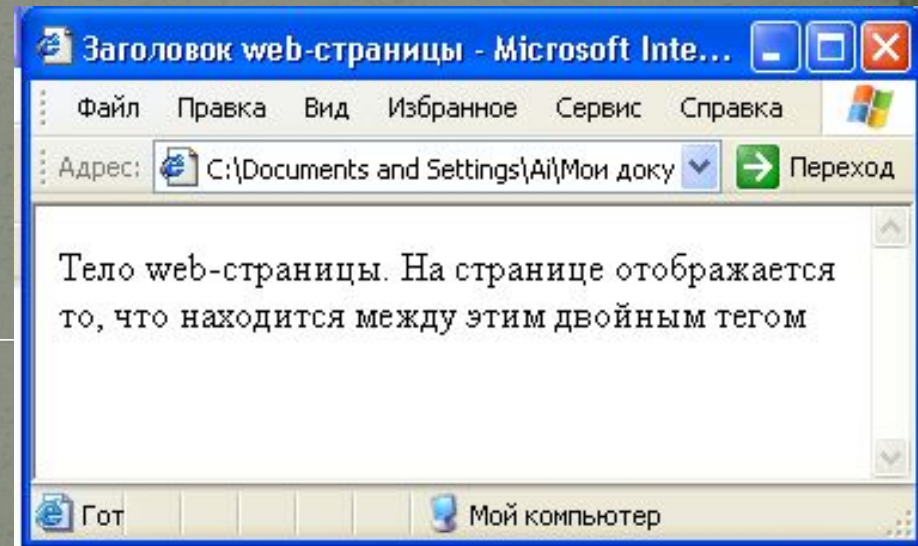 Заголовок web-страницы - Microsoft Inte...
Файл Правка Вид Избранное Сервис Справка
Адрес: C:\Documents and Settings\Ai\Мои доку Переход
Тело web-страницы. На странице отображается
то, что находится между этим двойным тегом
Гот Мой компьютер